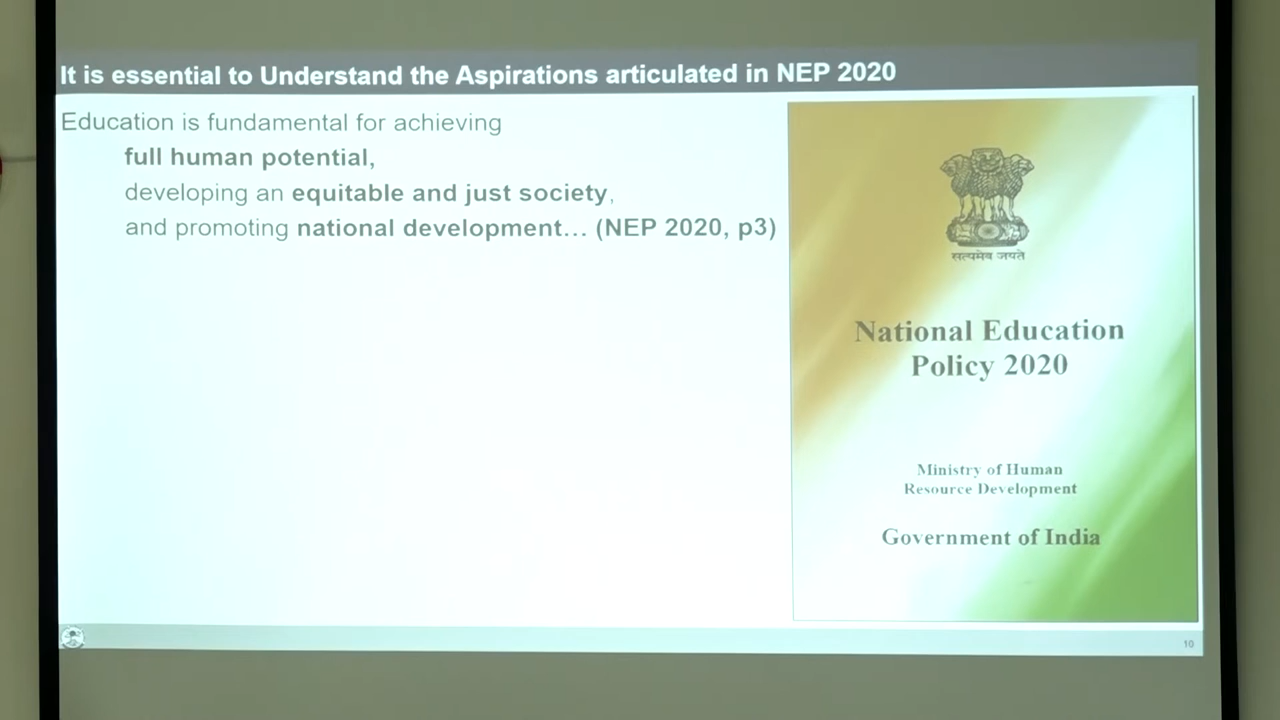 It is essential to Understand the Aspirations articulated in NEP 2020
Education is fundamental for achieving
full human potential,
developing an equitable and just society,
and promoting national development... (NEP 2020, p3)
सत्यमेव जयते
National Education
Policy 2020
Ministry of Human
Resource Development
Government of India
10